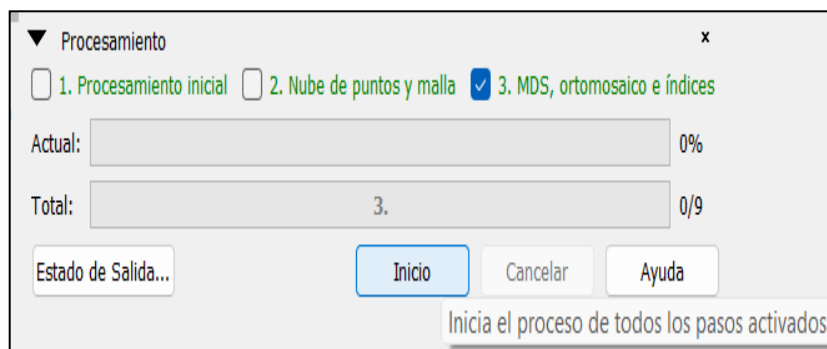 Procesamiento x
1. Procesamiento inicial 2. Nube de puntos y malla 3. MDS, ortomosaico e índices
Actual: 0%
Total: 3. 0/9
Estado de Salida... Inicio Cancelar Ayuda
Inicia el proceso de todos los pasos activados